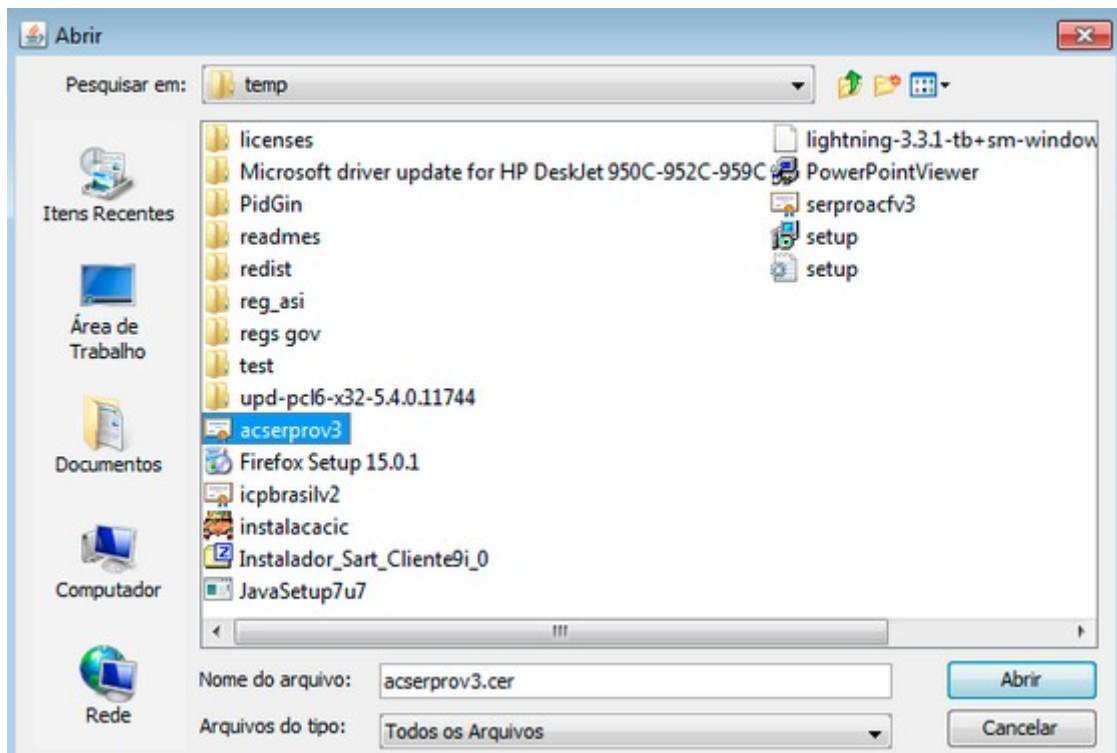 Abrir
Pesquisar em:
temp
Itens Recentes
Área de
Trabalho
Documentos
Computador
Rede
licenses
Microsoft driver update for HP DeskJet 950C-952C-959C
PidGin
readmes
redist
reg_asi
regs gov
test
upd-pcl6-x32-5.4.0.11744
acserprov3
Firefox Setup 15.0.1
icpbrasilv2
instalacacic
Instalador_Sart_Cliente9i_0
JavaSetup7u7
lightning-3.3.1-tb+sm-window
PowerPointViewer
serproacfv3
setup
setup
Nome do arquivo:
acserprov3.cer
Abrir
Arquivos do tipo:
Todos os Arquivos
Cancelar